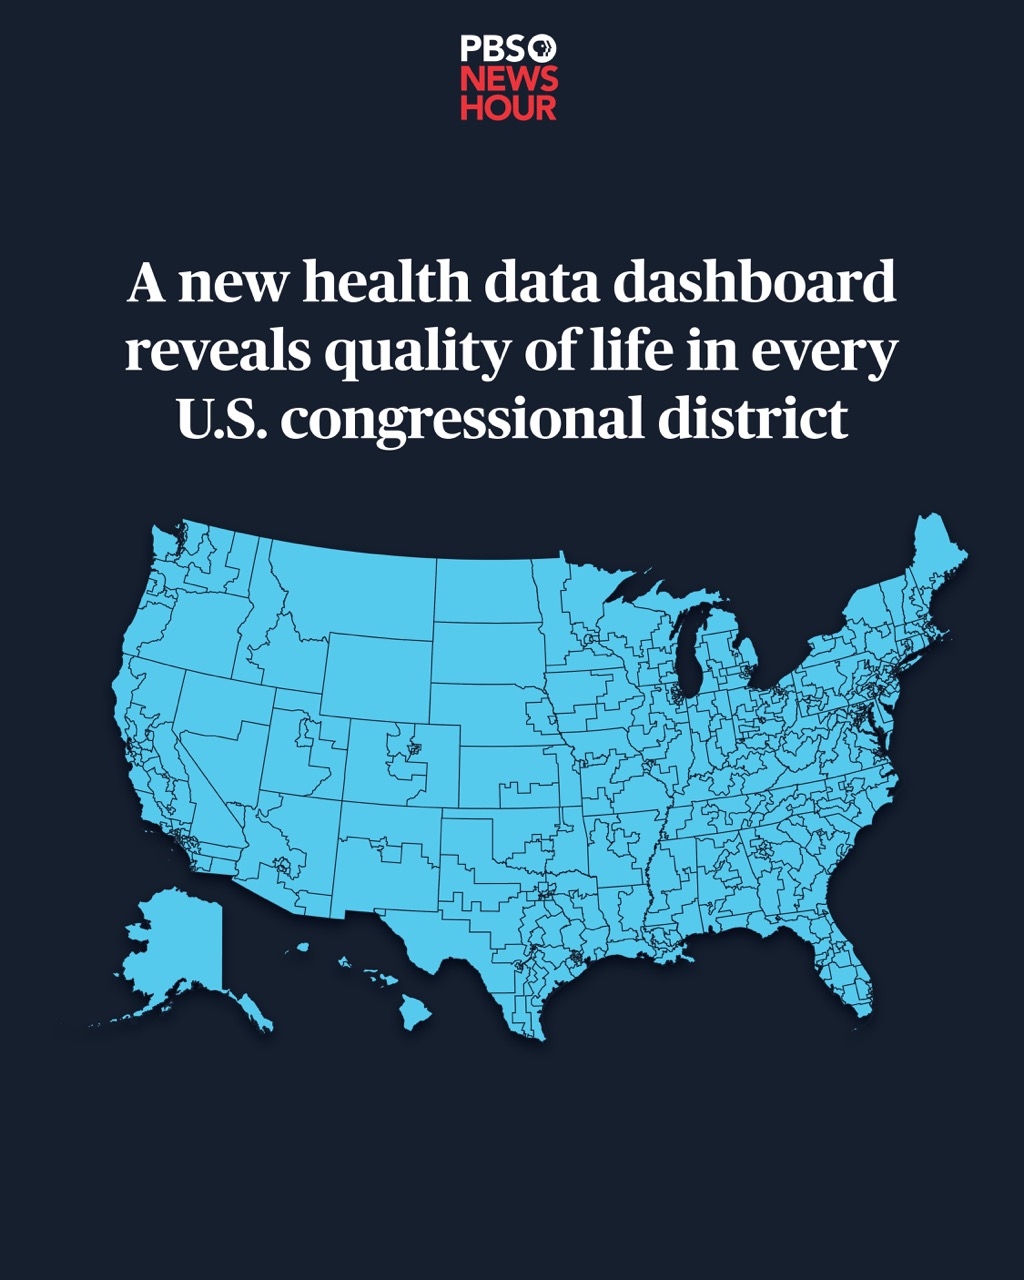 PBS
NEWS
HOUR
A new health data dashboard
reveals quality of life in every
U.S. congressional district